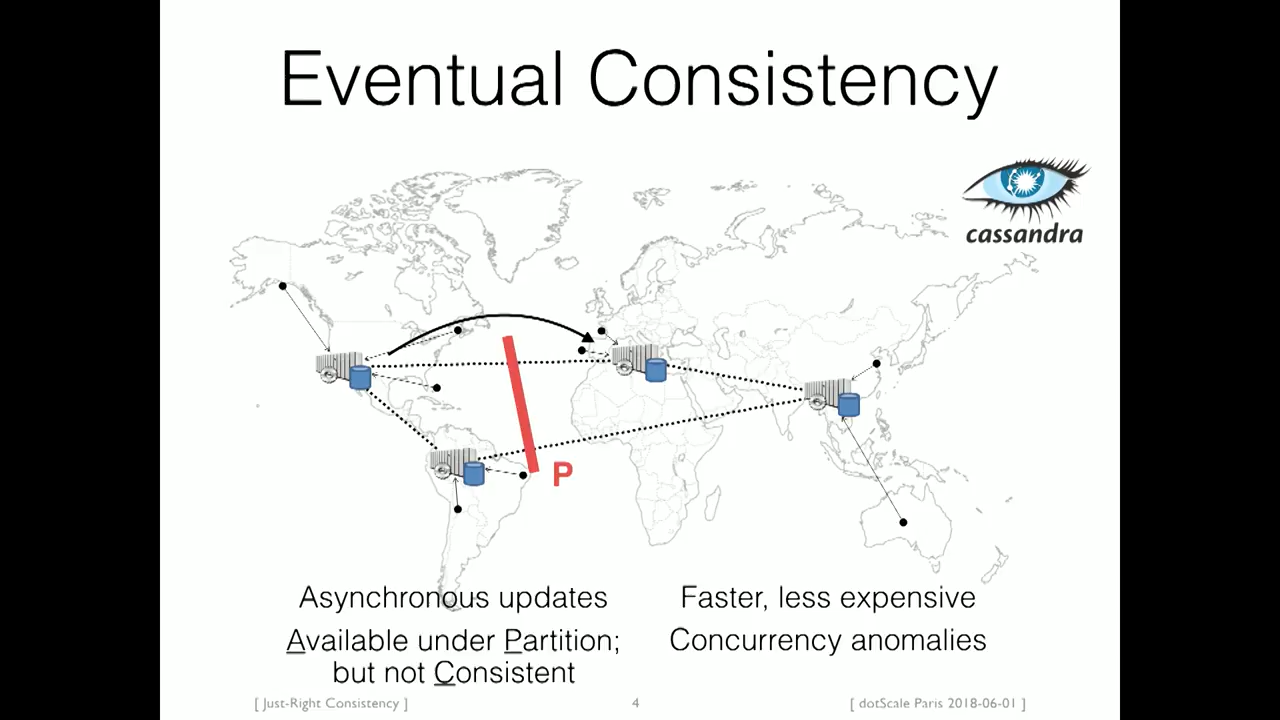 Eventual Consistency
cassandra
P
Asynchronous updates
Available under Partition;
but not Consistent
Faster, less expensive
Concurrency anomalies
[ Just-Right Consistency ]
4
[ dotScale Paris 2018-06-01 ]